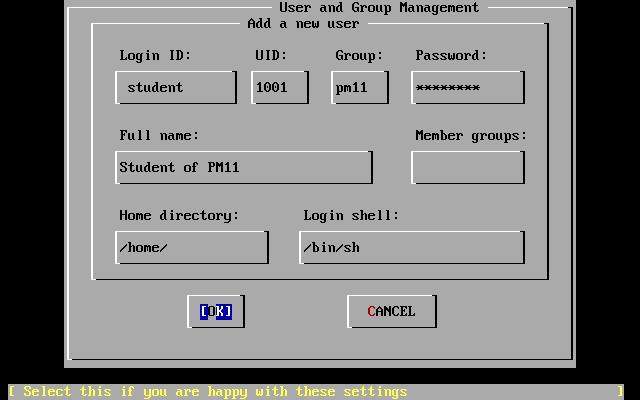 User and Group Management
Add a new user
Login ID: UID: Group: Password:
student 1001 pm11 ********
Full name: Member groups:
Student of PM11
Home directory: Login shell:
/home/ /bin/sh
[OK] CANCEL
[ Select this if you are happy with these settings ]